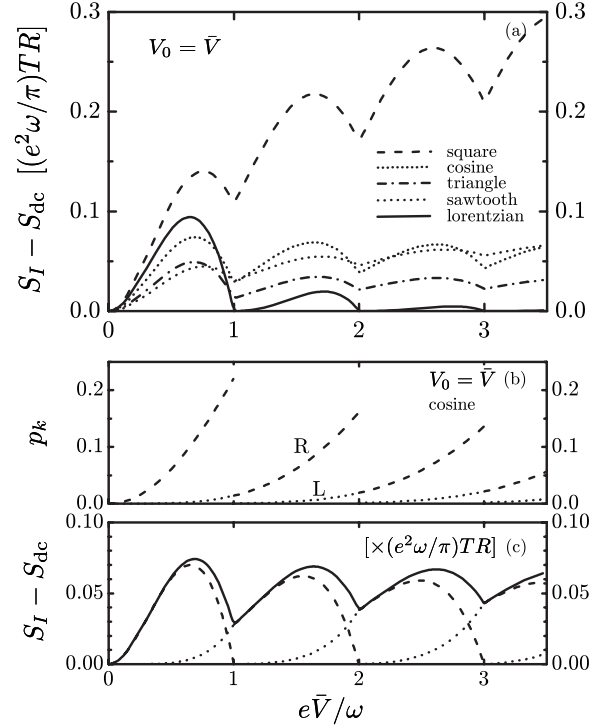 0.3
0.3
(a)
V₀ = V̄
0.2
0.2
square
cosine
triangle
sawtooth
lorentzian
0.1
0.1
0.0
0.0
S_I − S_dc [(e²ω/π)TR]
0
1
2
3
0.2
0.2
V₀ = V̄ (b)
cosine
R
L
0.1
0.1
0.0
0.0
p_k
0.10
0.10
[×(e²ω/π)TR] (c)
0.05
0.05
0.00
0.00
S_I − S_dc
0
1
2
3
eV̄/ω